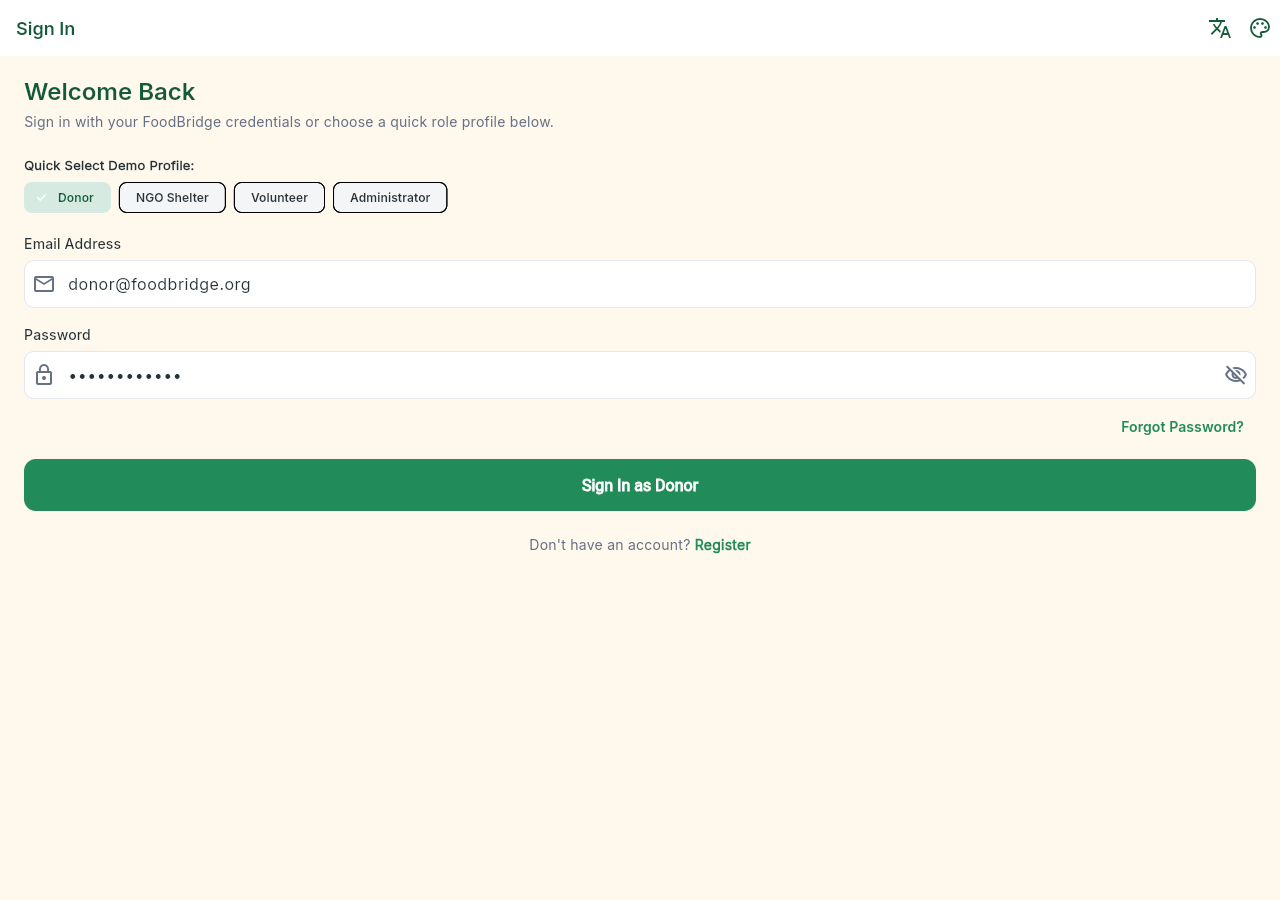 Sign In
Welcome Back
Sign in with your FoodBridge credentials or choose a quick role profile below.
Quick Select Demo Profile:
Donor NGO Shelter Volunteer Administrator
Email Address
donor@foodbridge.org
Password
••••••••••••
Forgot Password?
Sign In as Donor
Don't have an account? Register